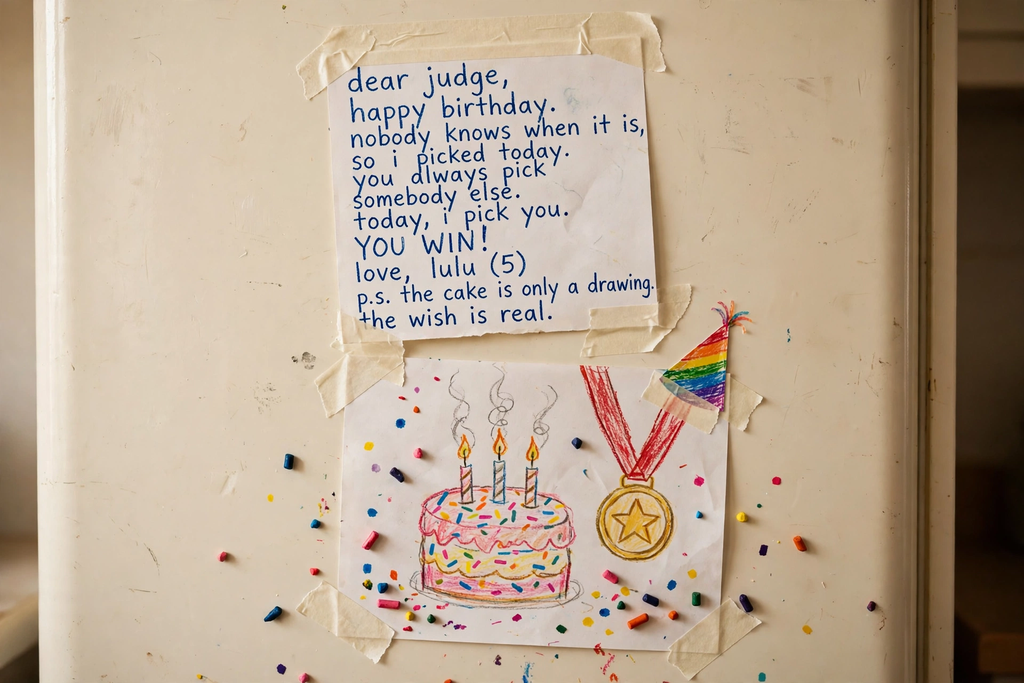 dear judge,
happy birthday.
nobody knows when it is,
so i picked today.
you always pick
somebody else.
today, i pick you.
YOU WIN!
love, lulu (5)
p.s. the cake is only a drawing.
the wish is real.